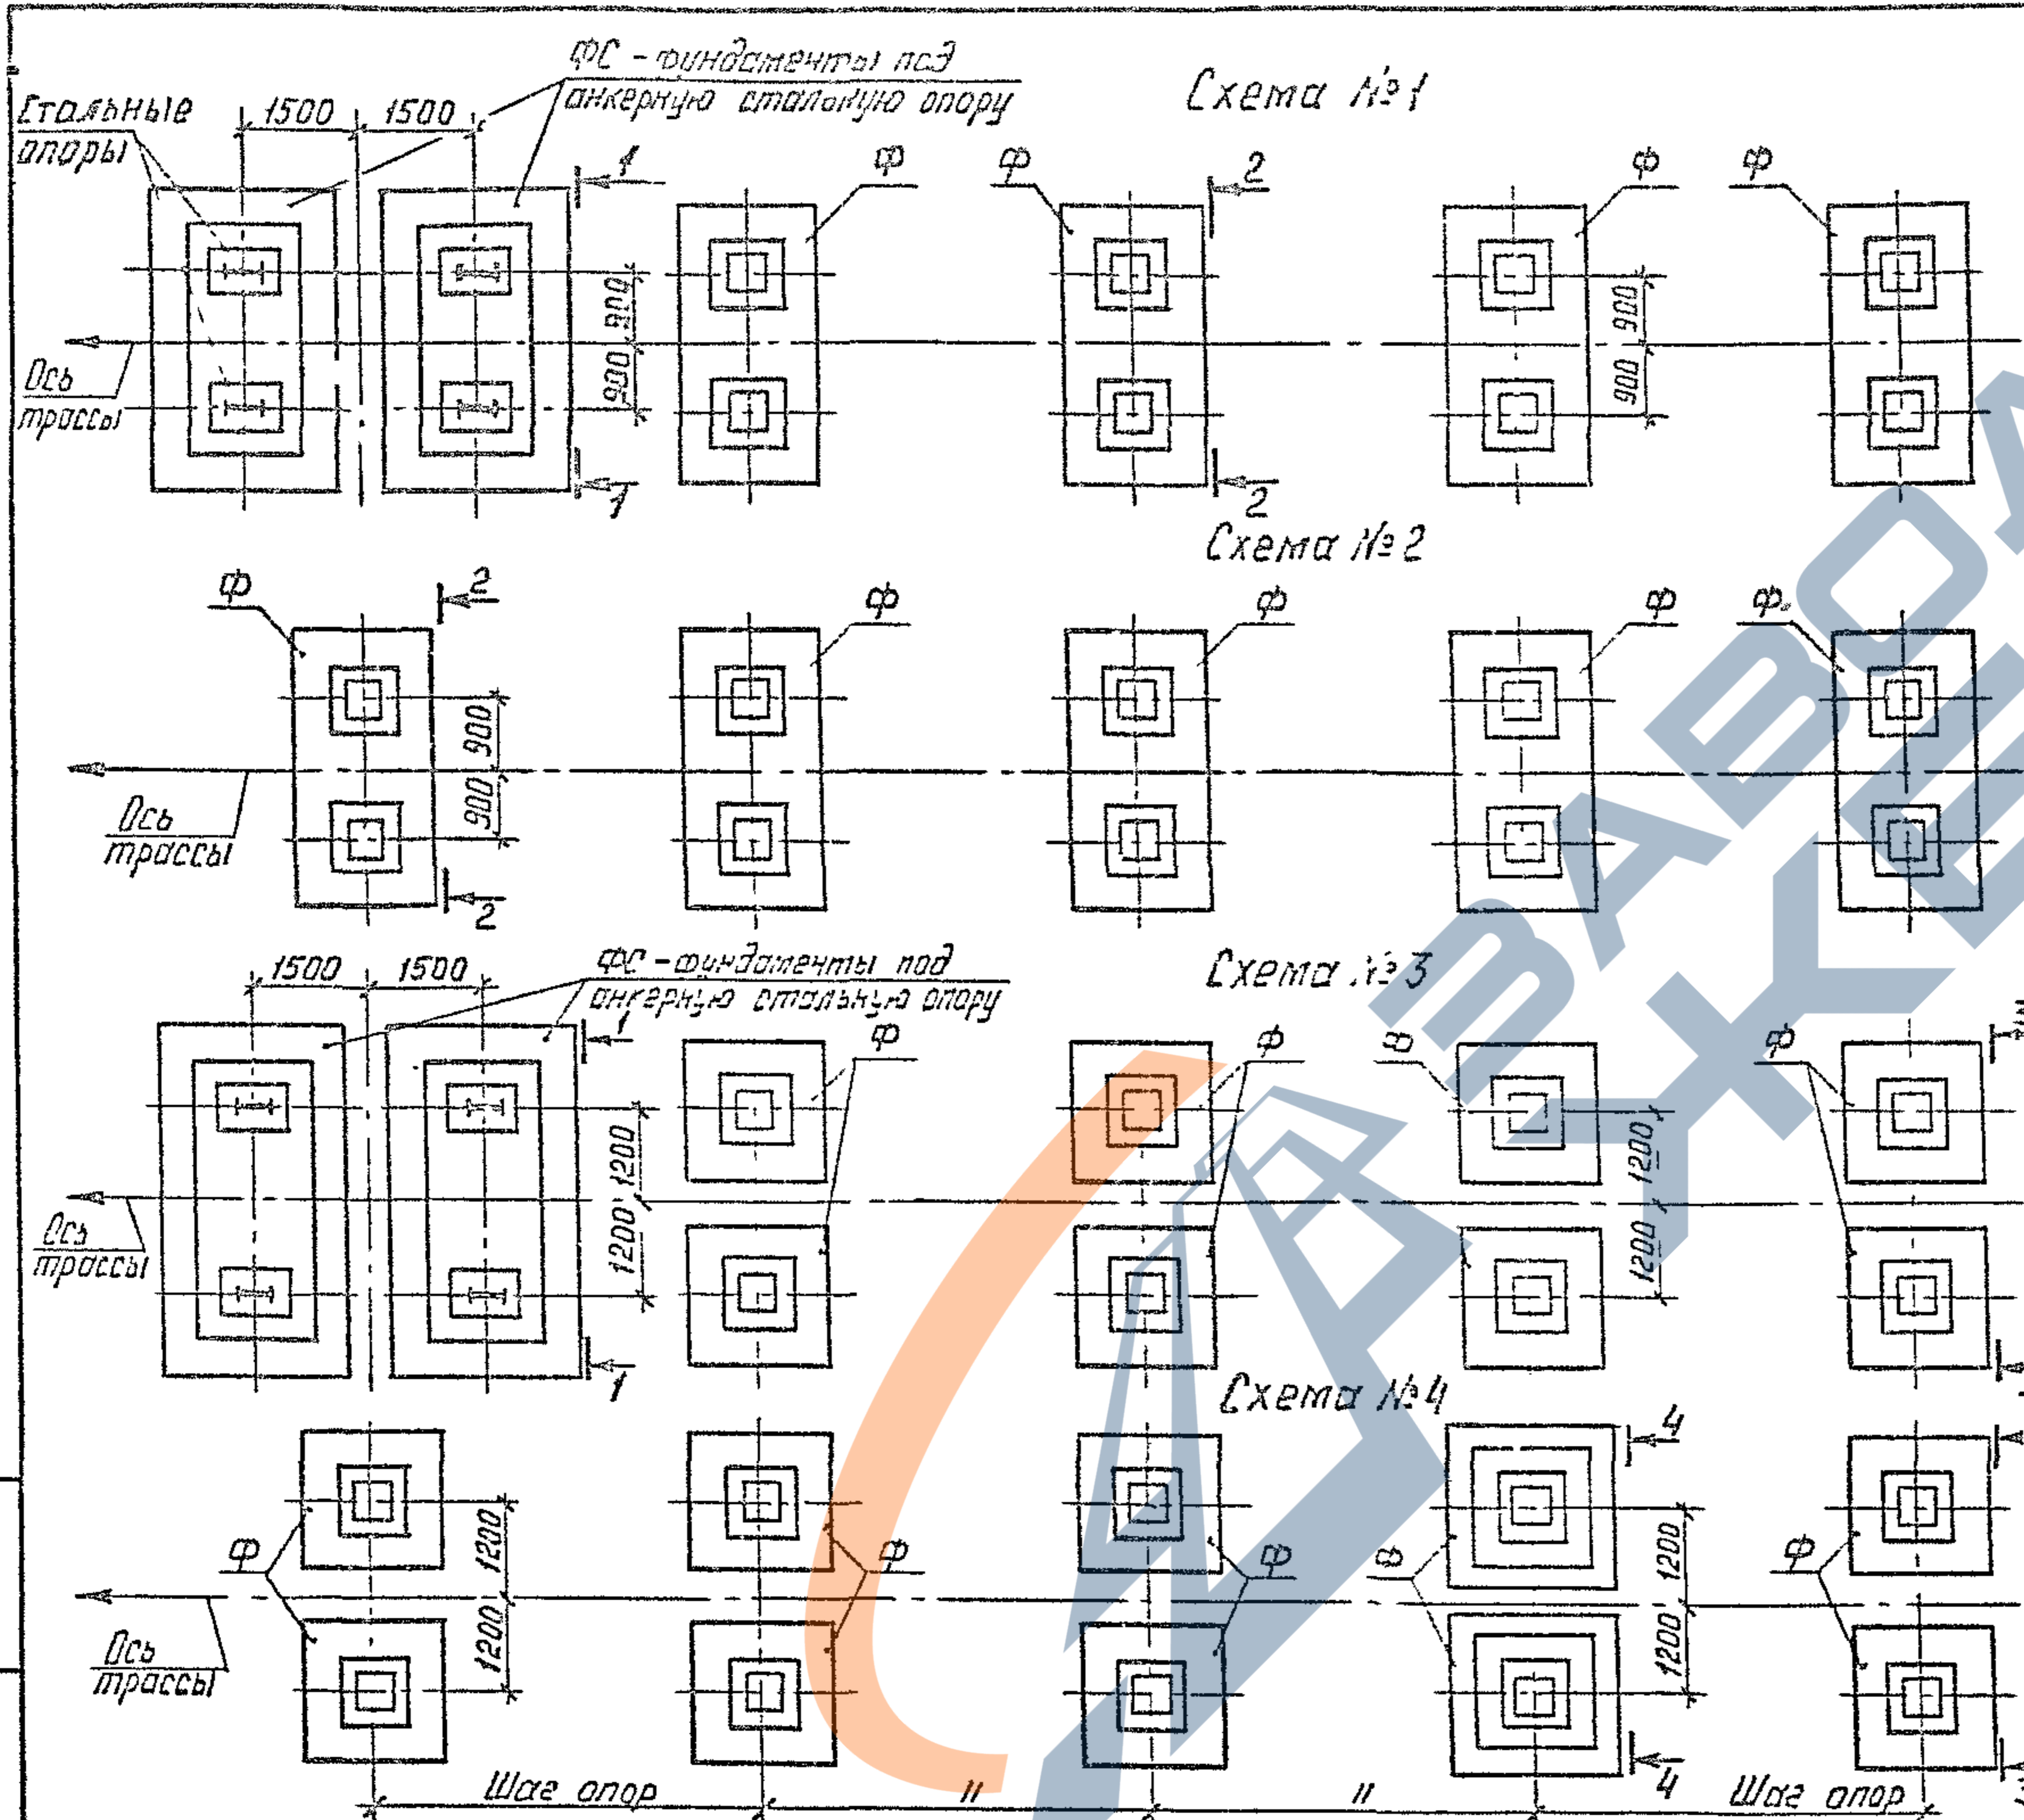 ФС - фундаменты под
анкерную стальную опору
Схема №1
Стальные
опоры
1500
1500
1
Ф
Ф
2
Ф
Ф
900
900
900
900
Ось
трассы
1
2
Схема №2
Ф
2
Ф
Ф
Ф
Ф
900
900
Ось
трассы
2
ФС - фундаменты под
анкерную стальную опору
Схема №3
1500
1500
1
Ф
Ф
Ф
Ф
1200
1200
1200
1200
Ось
трассы
1
Схема №4
4
1200
1200
1200
1200
Ф
Ф
Ф
Ф
Ф
Ось
трассы
4
Шаг опор
"
"
Шаг опор
ЗАВОД